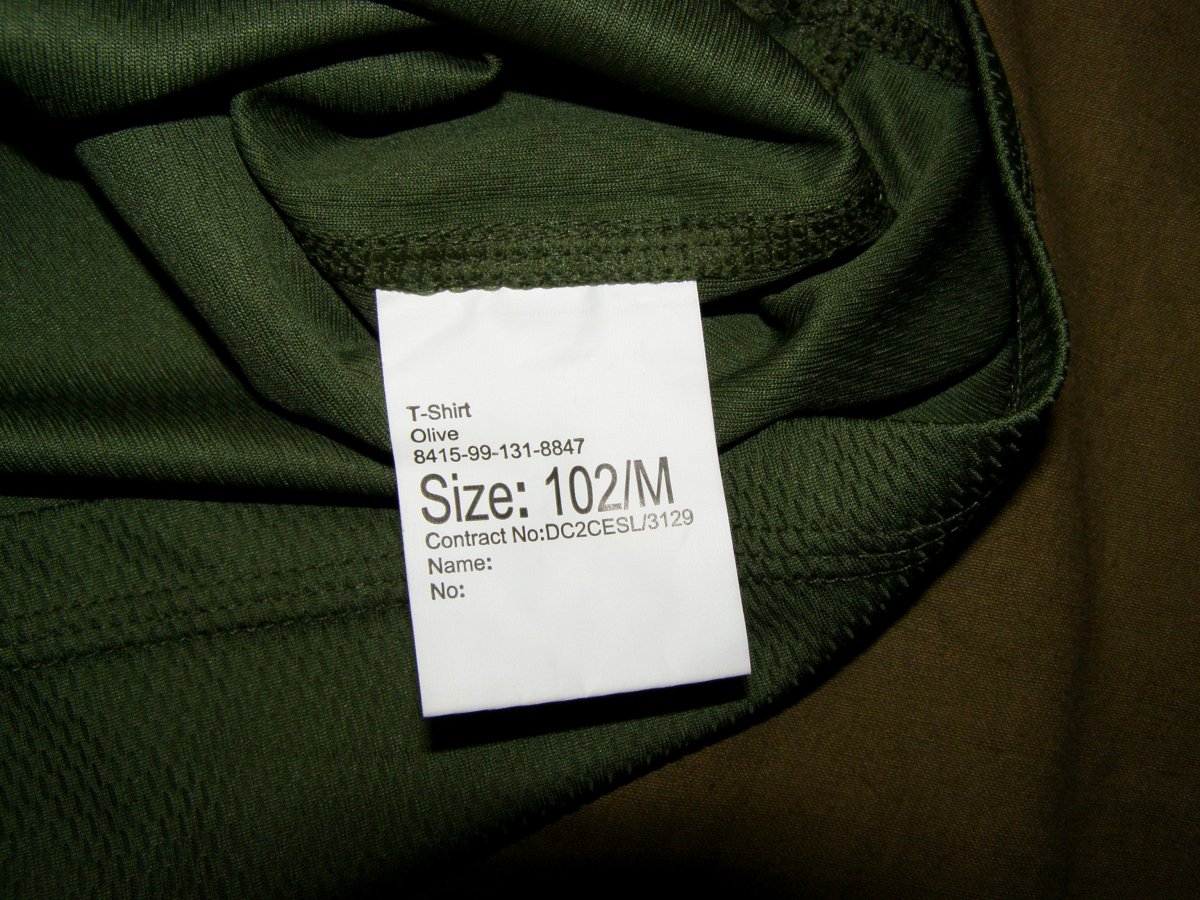 T-Shirt
Olive
8415-99-131-8847
Size: 102/M
Contract No:DC2CESL/3129
Name:
No: